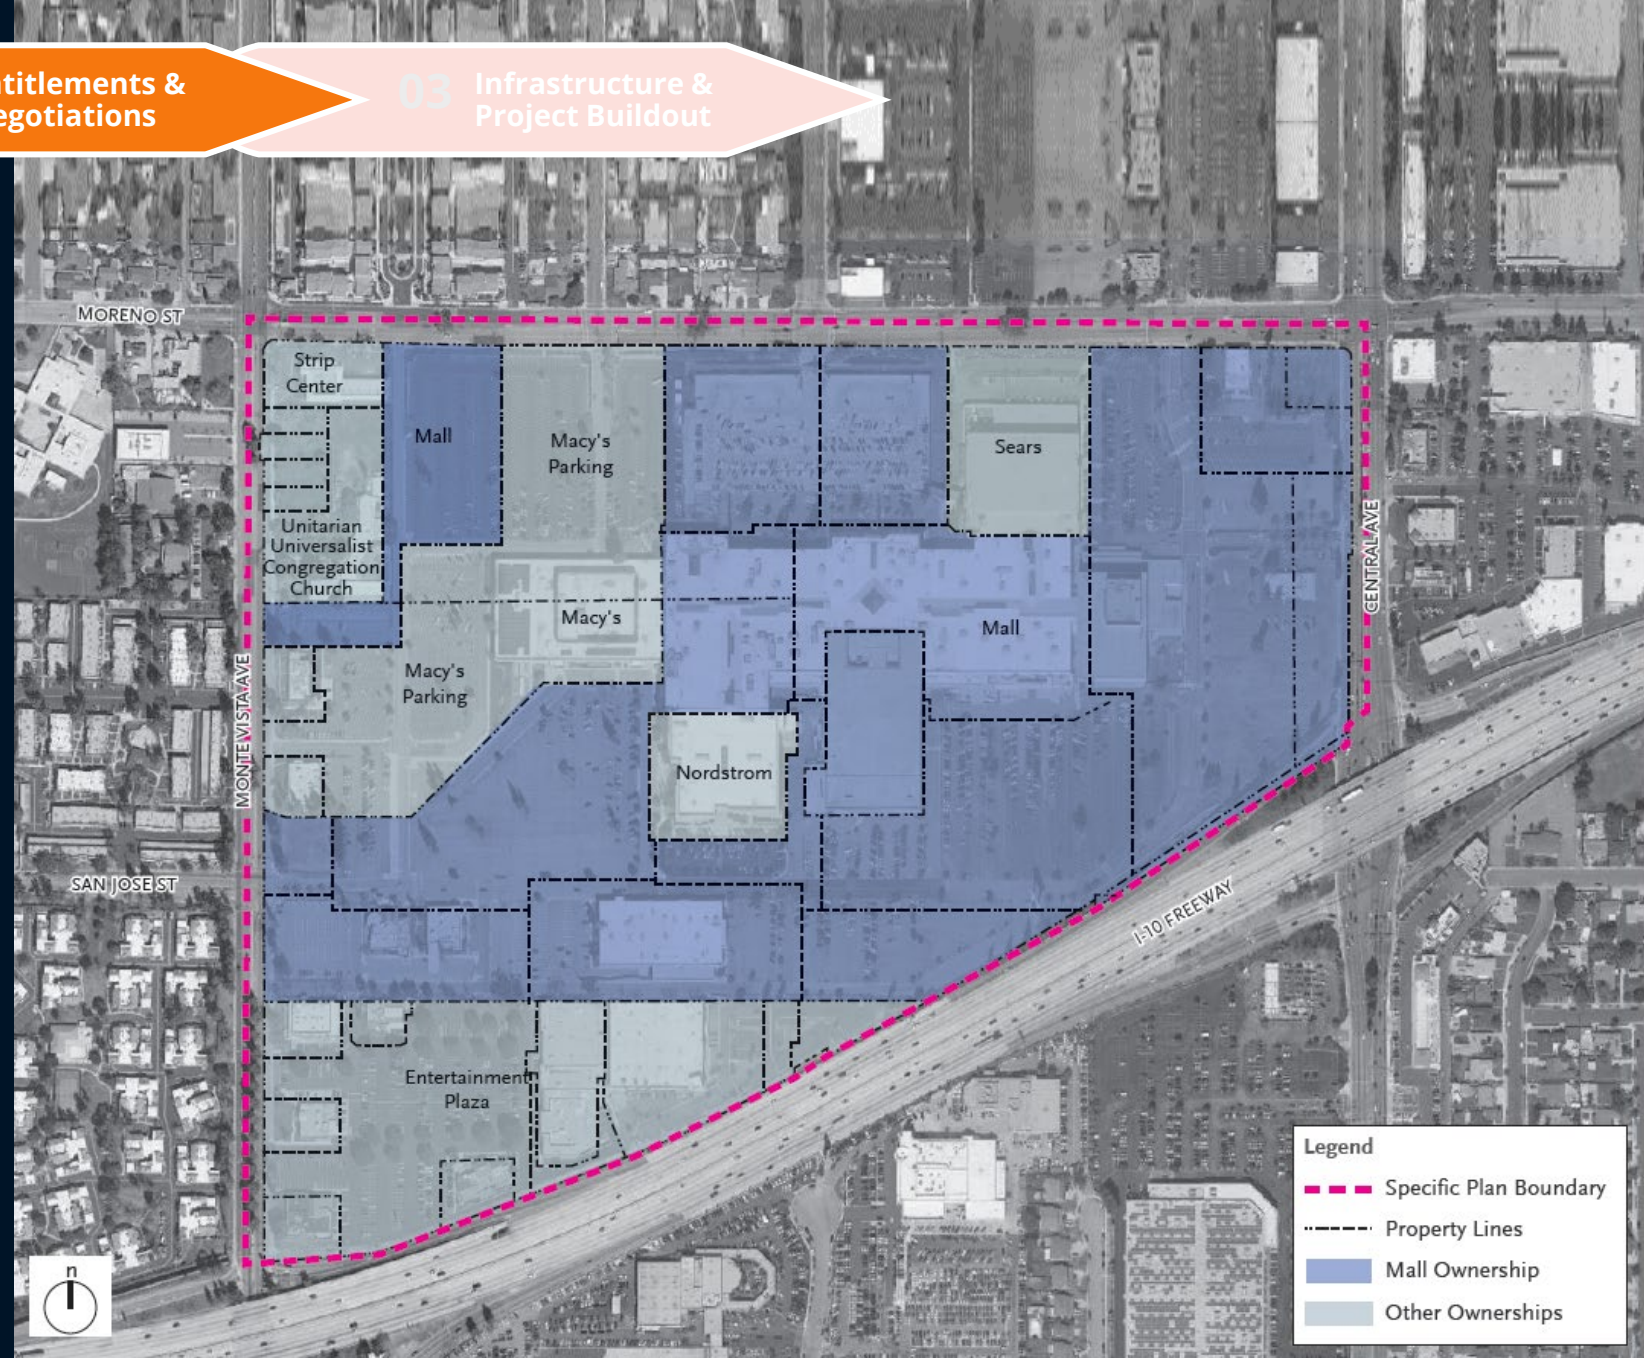 ntitlements &
egotiations
03
Infrastructure &
Project Buildout
MORENO ST
Strip
Center
Mall
Macy's
Parking
Sears
Unitarian
Universalist
Congregation
Church
Macy's
Mall
Macy's
Parking
Nordstrom
MONTE VISTA AVE
CENTRAL AVE
SAN JOSE ST
I-10 FREEWAY
Entertainment
Plaza
Legend
Specific Plan Boundary
Property Lines
Mall Ownership
Other Ownerships
n